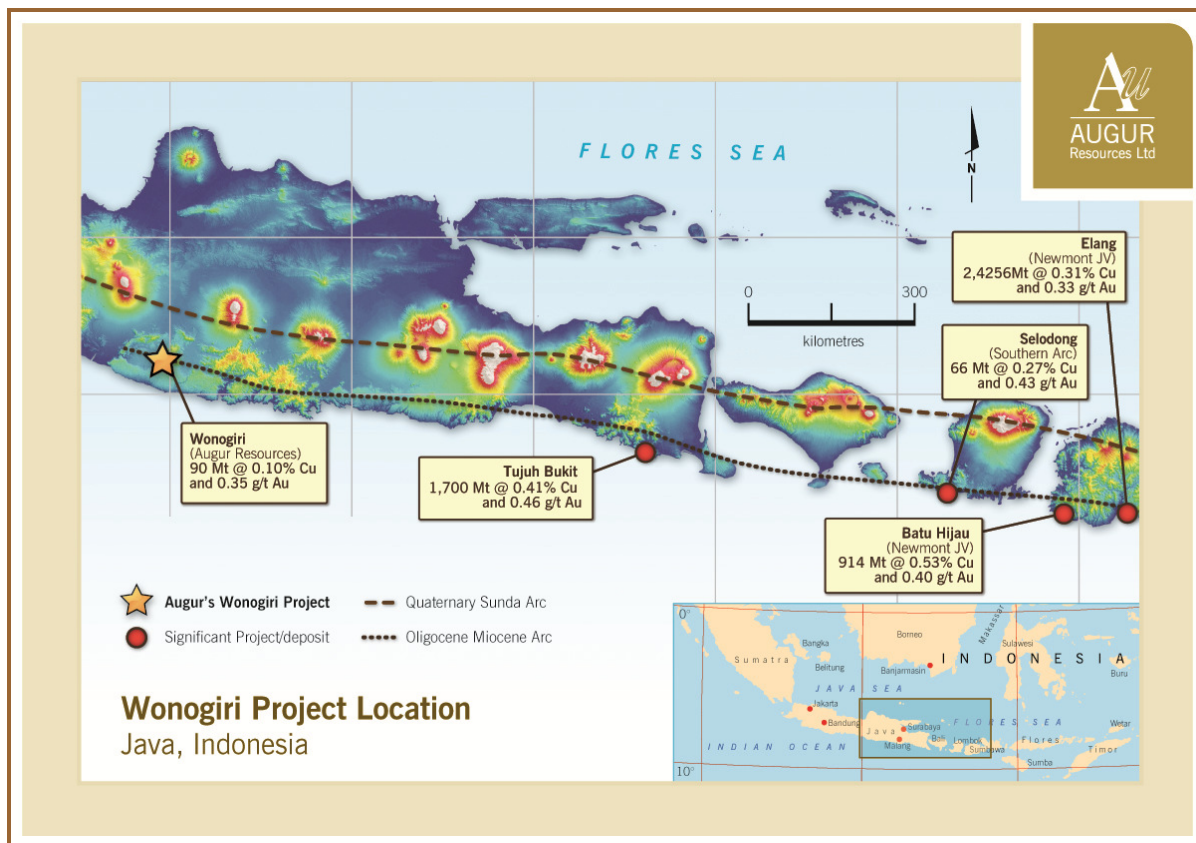 Au
AUGUR
Resources Ltd
FLORES SEA
N
Elang
(Newmont JV)
2,4256Mt @ 0.31% Cu
and 0.33 g/t Au
0 300
kilometres
Selodong
(Southern Arc)
66 Mt @ 0.27% Cu
and 0.43 g/t Au
Wonogiri
(Augur Resources)
90 Mt @ 0.10% Cu
and 0.35 g/t Au
Tujuh Bukit
1,700 Mt @ 0.41% Cu
and 0.46 g/t Au
Batu Hijau
(Newmont JV)
914 Mt @ 0.53% Cu
and 0.40 g/t Au
Augur's Wonogiri Project
Quaternary Sunda Arc
Significant Project/deposit
Oligocene Miocene Arc
Wonogiri Project Location
Java, Indonesia
0°
Makassar
Borneo
Bangka
Sulawesi
Sumatra
INDONESIA
Belitung
Banjarmasin
Buru
JAVA SEA
Jakarta
Bandung
Java
Surabaya
FLORES SEA
Wetar
Malang
Bali
Lombok
Sumbawa
Flores
Timor
INDIAN OCEAN
Sumba
10°